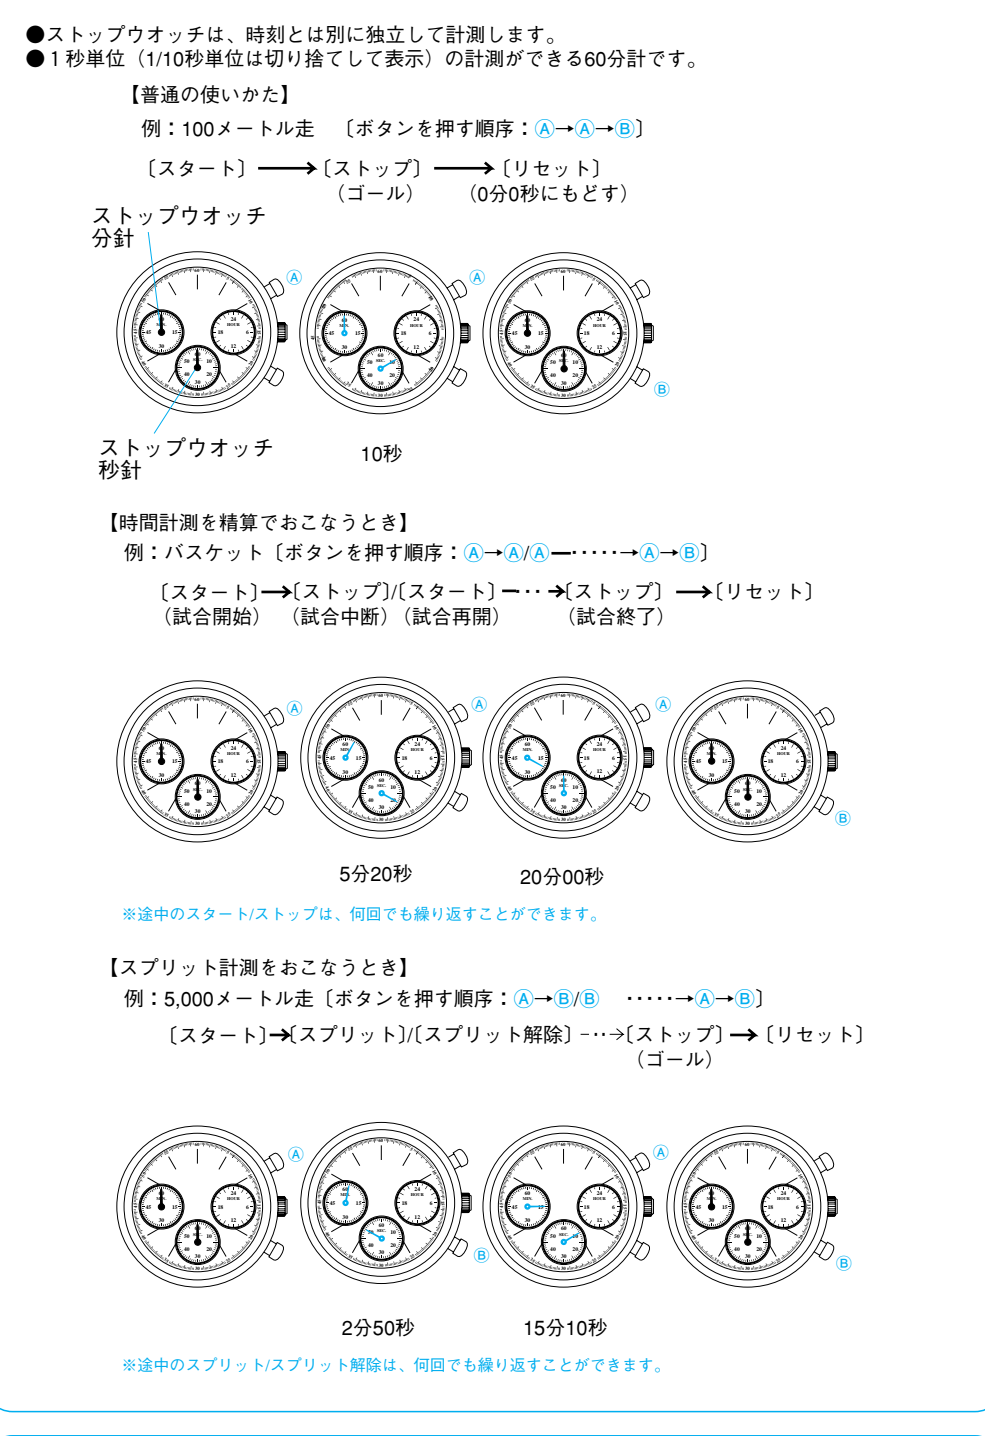 ●ストップウオッチは、時刻とは別に独立して計測します。
●１秒単位（1/10秒単位は切り捨てして表示）の計測ができる60分計です。
【普通の使いかた】
例：100メートル走　〔ボタンを押す順序：Ⓐ→Ⓐ→Ⓑ〕
〔スタート〕→〔ストップ〕→〔リセット〕
（ゴール）　（0分0秒にもどす）
ストップウオッチ
分針
Ⓐ Ⓐ
Ⓑ
ストップウオッチ
秒針
10秒
【時間計測を精算でおこなうとき】
例：バスケット〔ボタンを押す順序：Ⓐ→Ⓐ/Ⓐ―‥‥‥→Ⓐ→Ⓑ〕
〔スタート〕→〔ストップ〕/〔スタート〕―‥‥→〔ストップ〕→〔リセット〕
（試合開始）（試合中断）（試合再開）（試合終了）
Ⓐ Ⓐ Ⓐ
Ⓑ
5分20秒　20分00秒
※途中のスタート/ストップは、何回でも繰り返すことができます。
【スプリット計測をおこなうとき】
例：5,000メートル走〔ボタンを押す順序：Ⓐ→Ⓑ/Ⓑ　‥‥‥→Ⓐ→Ⓑ〕
〔スタート〕→〔スプリット〕/〔スプリット解除〕-‥→〔ストップ〕→〔リセット〕
（ゴール）
Ⓐ Ⓐ
Ⓑ Ⓑ
2分50秒　15分10秒
※途中のスプリット/スプリット解除は、何回でも繰り返すことができます。